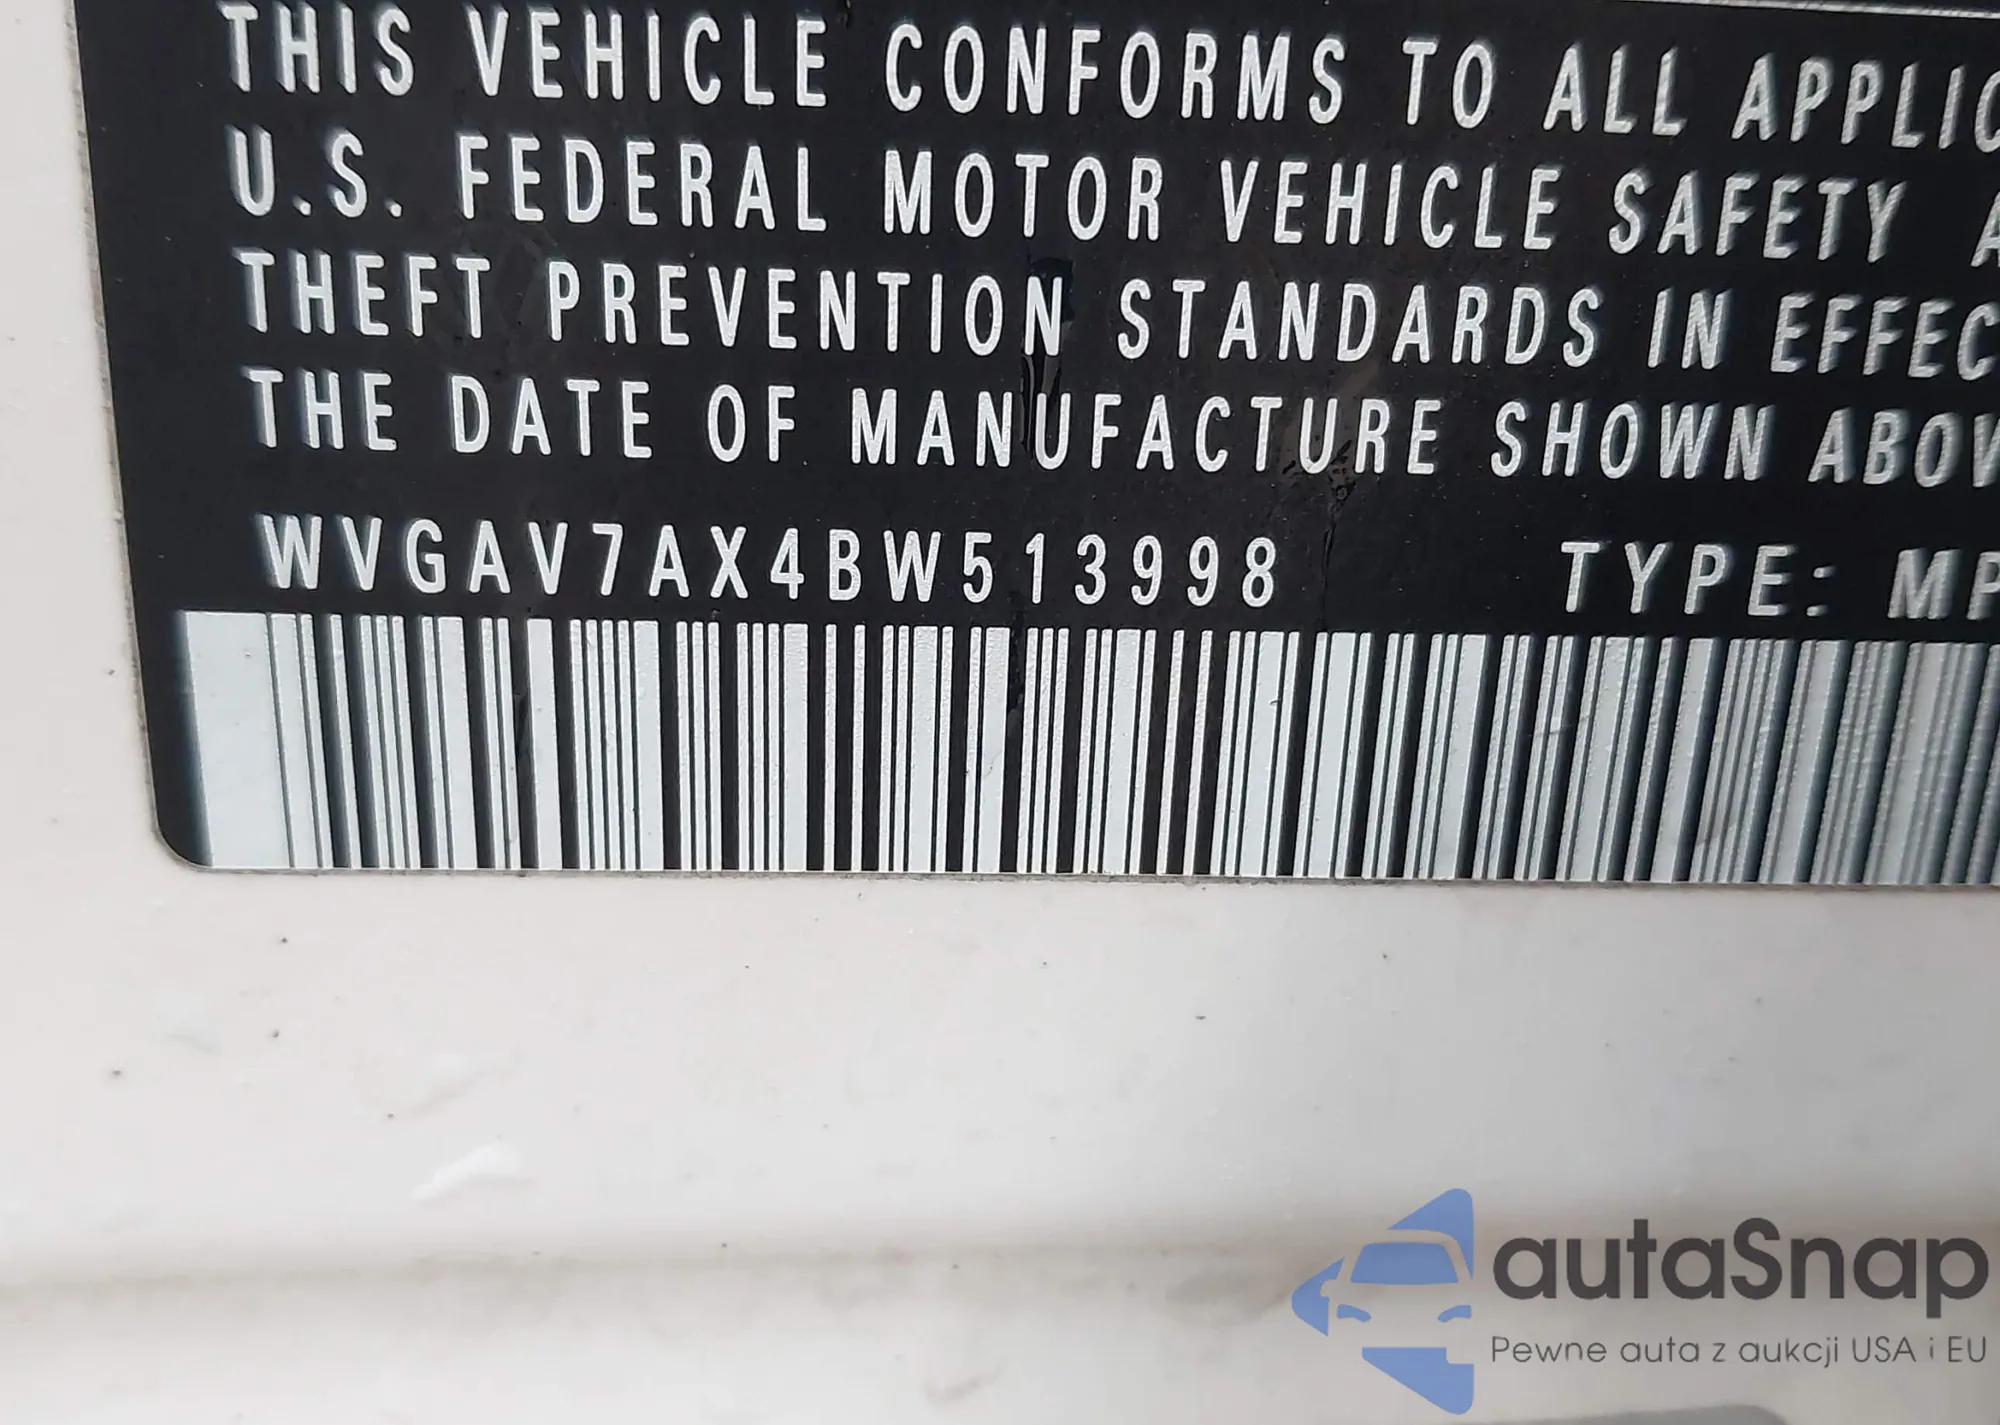 THIS VEHICLE CONFORMS TO ALL APPLIC
U.S. FEDERAL MOTOR VEHICLE SAFETY A
THEFT PREVENTION STANDARDS IN EFFEC
THE DATE OF MANUFACTURE SHOWN ABOV
WVGAV7AX4BW513998 TYPE: MP
autaSnap
Pewne auta z aukcji USA i EU